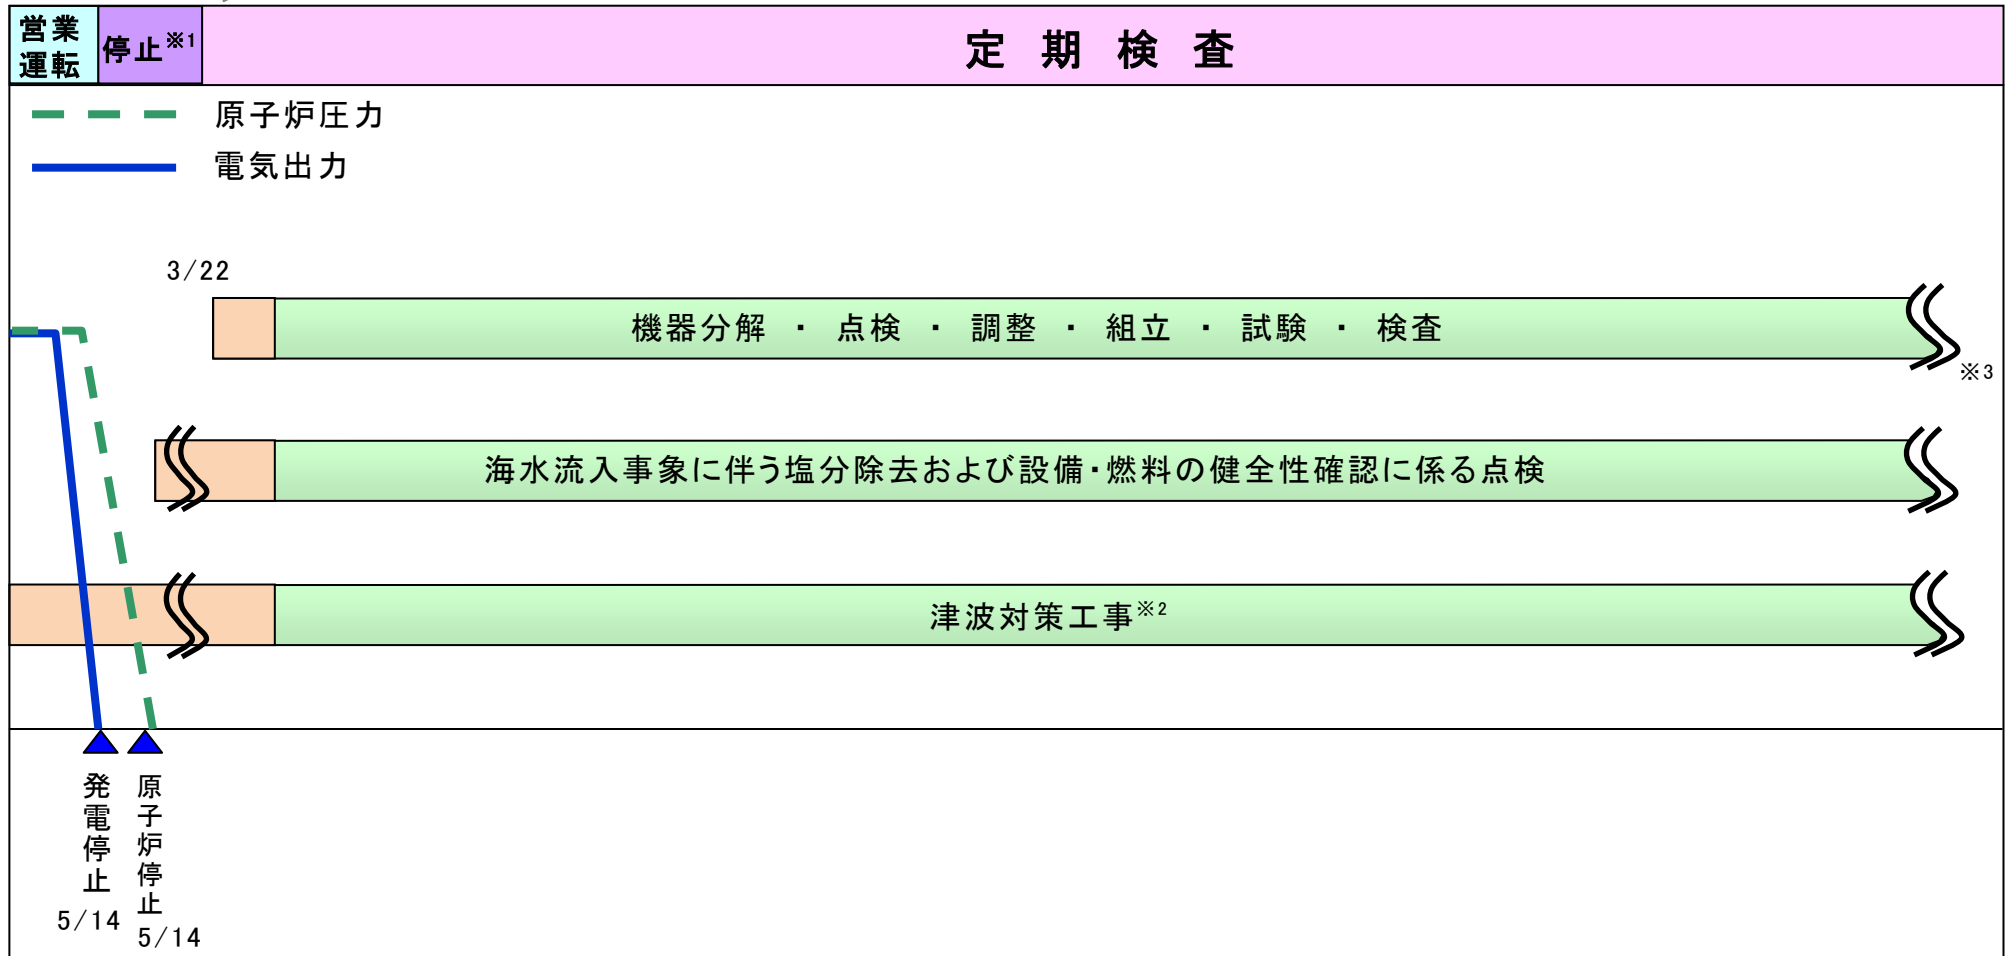 営業
運転
停止※1
定 期 検 査
原子炉圧力
電気出力
3/22
機器分解 ・ 点検 ・ 調整 ・ 組立 ・ 試験 ・ 検査
※3
海水流入事象に伴う塩分除去および設備・燃料の健全性確認に係る点検
津波対策工事※2
発電停止
5/14
原子炉停止
5/14